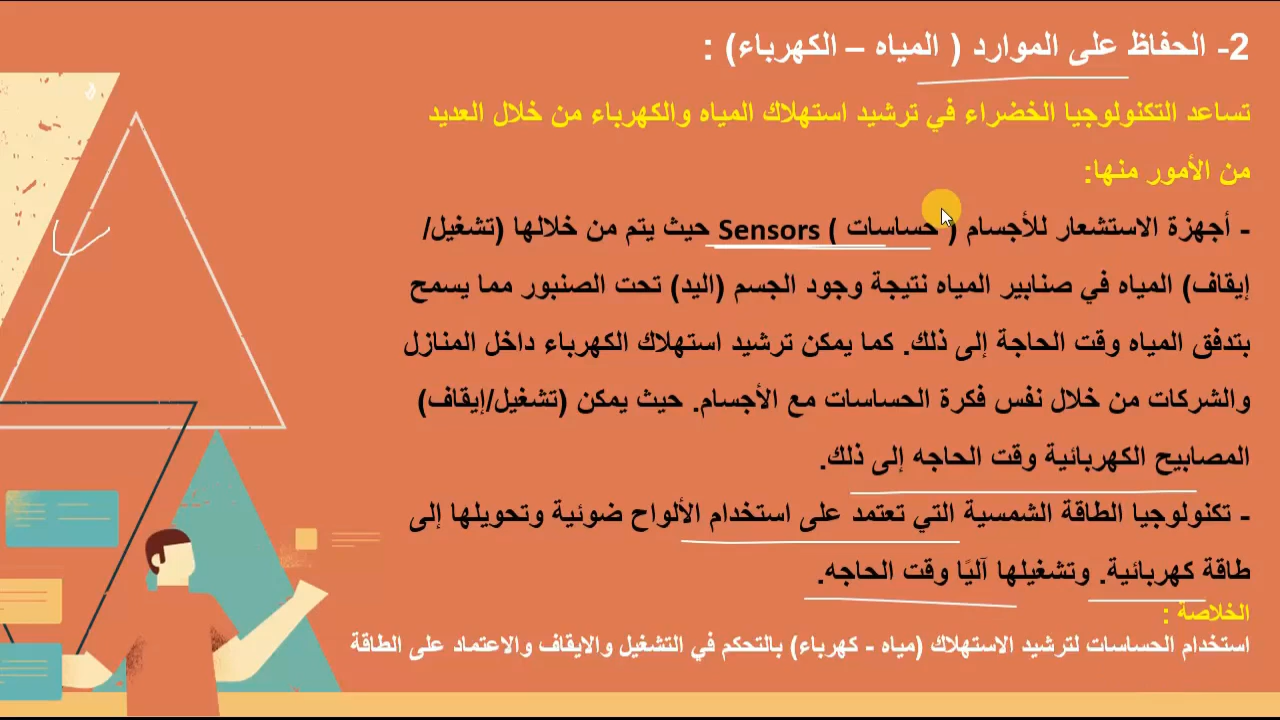 2- الحفاظ على الموارد ( المياه – الكهرباء) :
تساعد التكنولوجيا الخضراء في ترشيد استهلاك المياه والكهرباء من خلال العديد
من الأمور منها:
- أجهزة الاستشعار للأجسام ( حساسات ) Sensors حيث يتم من خلالها (تشغيل/
إيقاف) المياه في صنابير المياه نتيجة وجود الجسم (اليد) تحت الصنبور مما يسمح
بتدفق المياه وقت الحاجة إلى ذلك. كما يمكن ترشيد استهلاك الكهرباء داخل المنازل
والشركات من خلال نفس فكرة الحساسات مع الأجسام. حيث يمكن (تشغيل/إيقاف)
المصابيح الكهربائية وقت الحاجه إلى ذلك.
- تكنولوجيا الطاقة الشمسية التي تعتمد على استخدام الألواح ضوئية وتحويلها إلى
طاقة كهربائية. وتشغيلها آليًا وقت الحاجه.
الخلاصة :
استخدام الحساسات لترشيد الاستهلاك (مياه - كهرباء) بالتحكم في التشغيل والايقاف والاعتماد على الطاقة